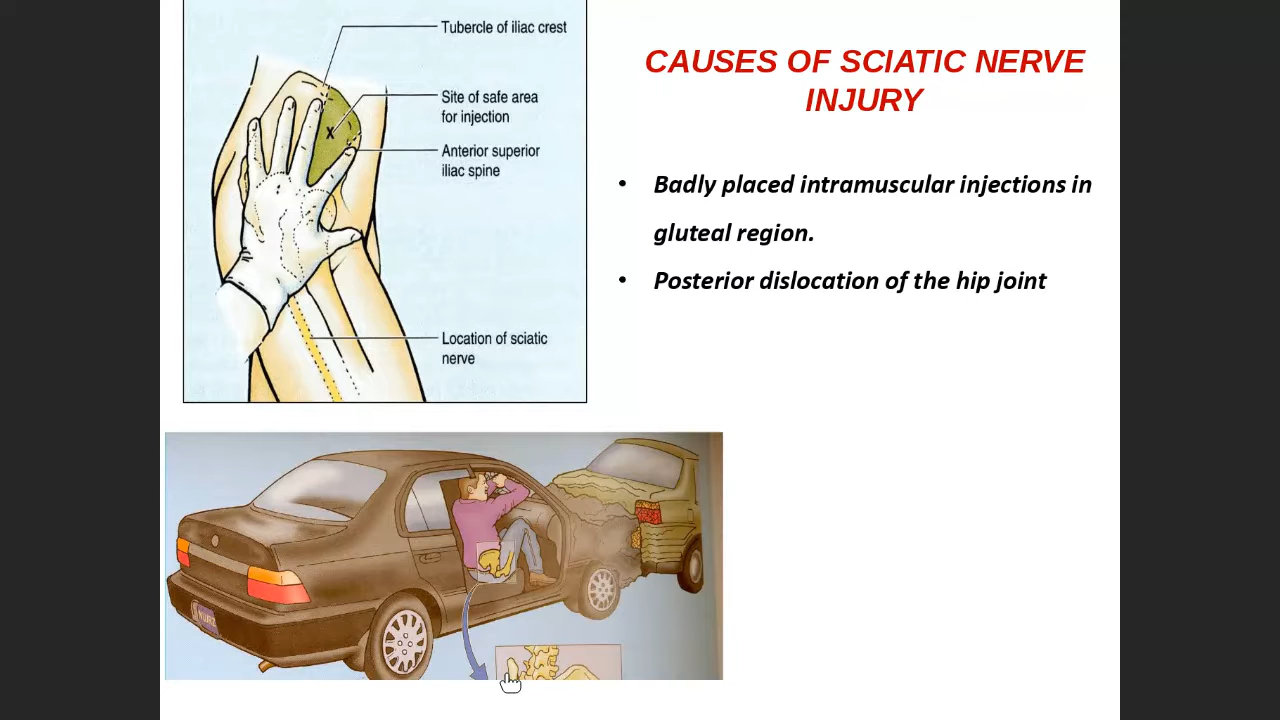 Tubercle of iliac crest
Site of safe area
for injection
Anterior superior
iliac spine
Location of sciatic
nerve
X
CAUSES OF SCIATIC NERVE
INJURY
• Badly placed intramuscular injections in
gluteal region.
• Posterior dislocation of the hip joint